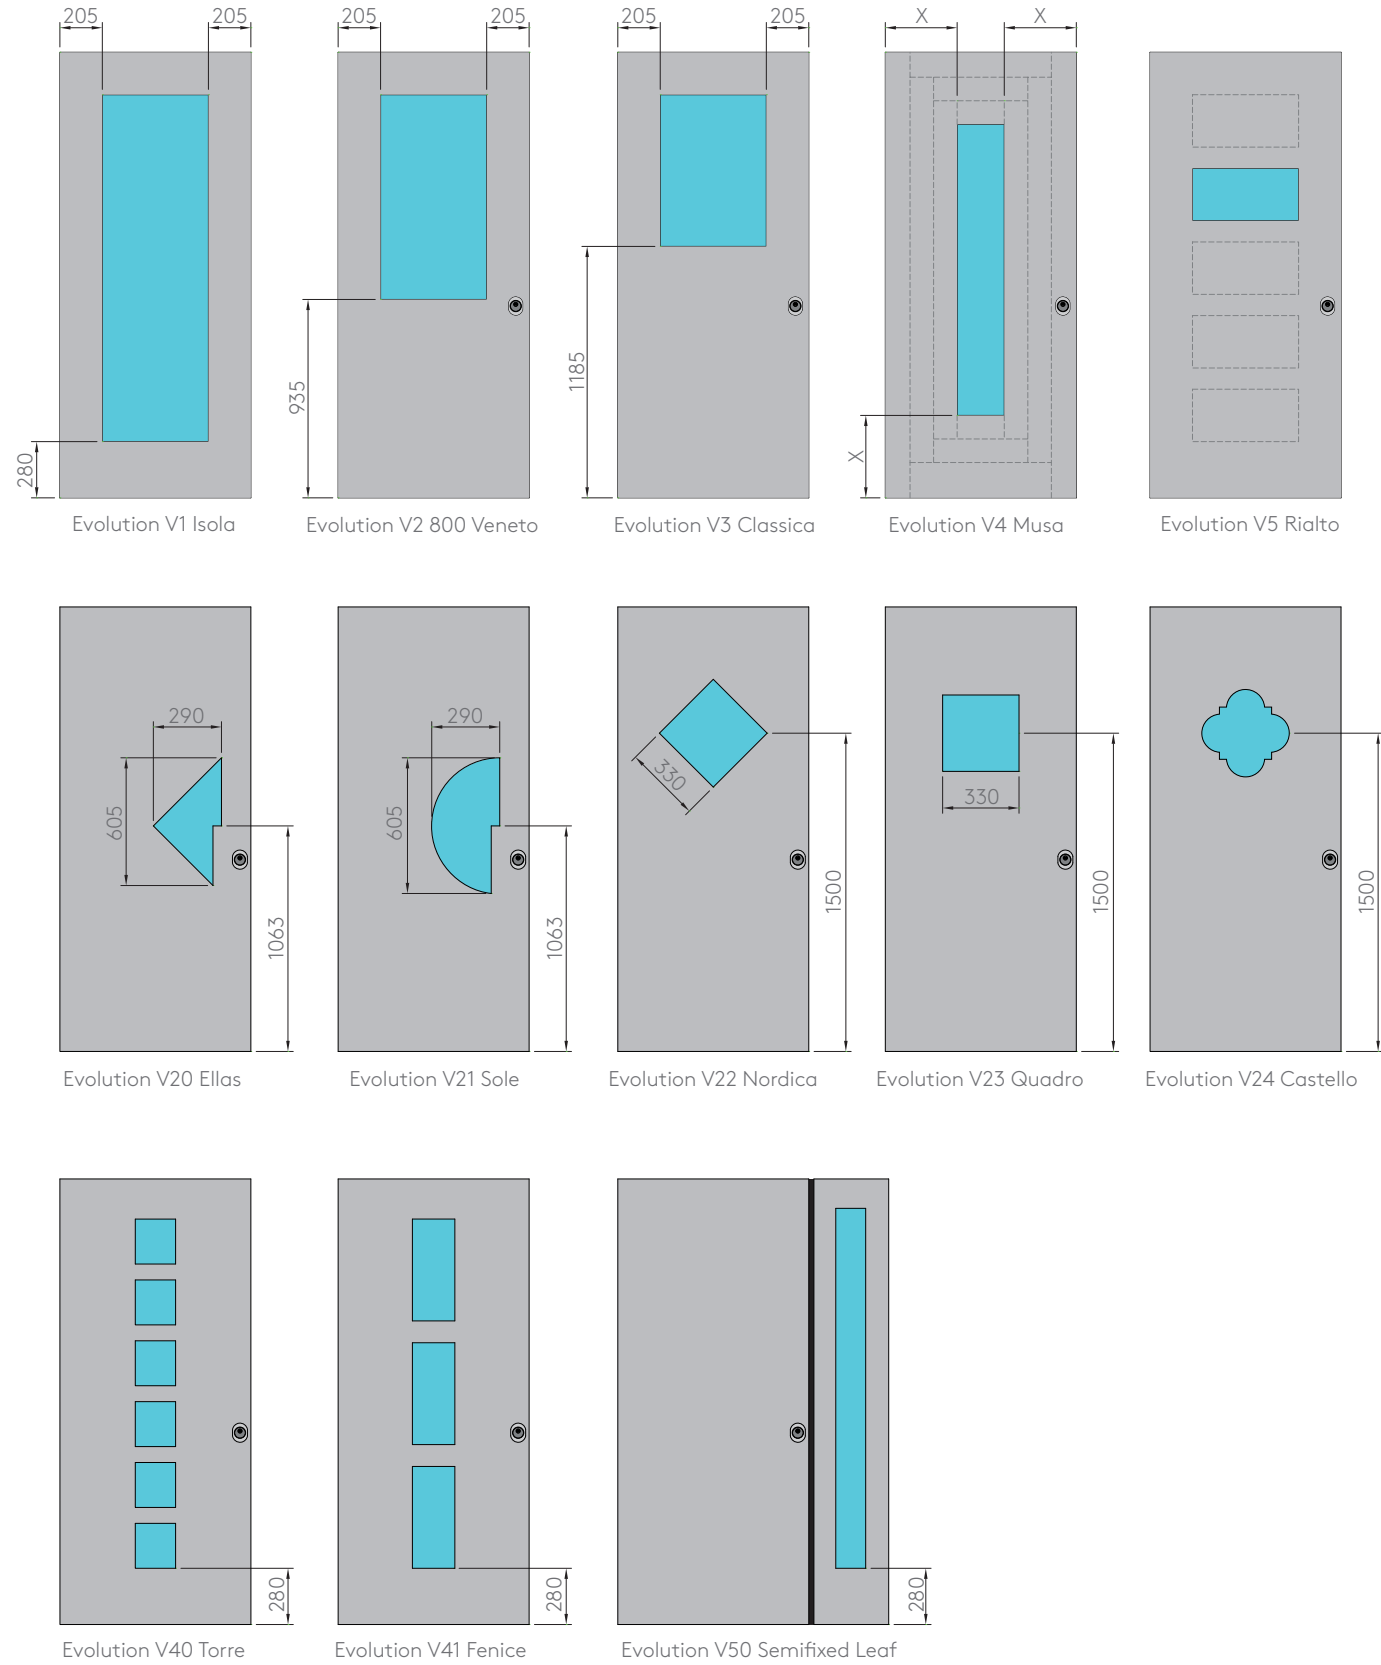 205 205 205 205 205 205 X X
935
1185
280
X
Evolution V1 Isola
Evolution V2 800 Veneto
Evolution V3 Classica
Evolution V4 Musa
Evolution V5 Rialto
290
605
1063
290
605
1063
330
1500
330
1500
1500
Evolution V20 Ellas
Evolution V21 Sole
Evolution V22 Nordica
Evolution V23 Quadro
Evolution V24 Castello
280
280
280
Evolution V40 Torre
Evolution V41 Fenice
Evolution V50 Semifixed Leaf